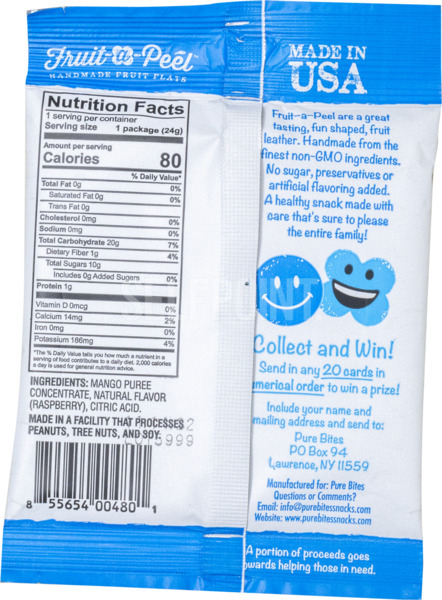 Fruit-a-Peel
HANDMADE FRUIT FLATS
MADE IN
USA
Nutrition Facts
1 serving per container
Serving size 1 package (24g)
Amount per serving
Calories 80
% Daily Value*
Total Fat 0g 0%
Saturated Fat 0g 0%
Trans Fat 0g
Cholesterol 0mg 0%
Sodium 0mg 0%
Total Carbohydrate 20g 7%
Dietary Fiber 1g 4%
Total Sugars 10g
Includes 0g Added Sugars 0%
Protein 1g
Vitamin D 0mcg 0%
Calcium 14mg 2%
Iron 0mg 0%
Potassium 186mg 4%
*The % Daily Value tells you how much a nutrient in a
serving of food contributes to a daily diet. 2,000 calories
a day is used for general nutrition advice.
INGREDIENTS: MANGO PUREE
CONCENTRATE, NATURAL FLAVOR
(RASPBERRY), CITRIC ACID.
MADE IN A FACILITY THAT PROCESSES
PEANUTS, TREE NUTS, AND SOY.
8 55654 00480 1
Fruit-a-Peel are a great
tasting, fun shaped, fruit
leather. Handmade from the
finest non-GMO ingredients.
No sugar, preservatives or
artificial flavoring added.
A healthy snack made with
care that's sure to please
the entire family!
Collect and Win!
Send in any 20 cards in
umerical order to win a prize!
Include your name and
mailing address and send to:
Pure Bites
PO Box 94
Laurence, NY 11559
Manufactured for: Pure Bites
Questions or Comments?
Email: info@purebitessnacks.com
Website: www.purebitessnacks.com
A portion of proceeds goes
wards helping those in need.